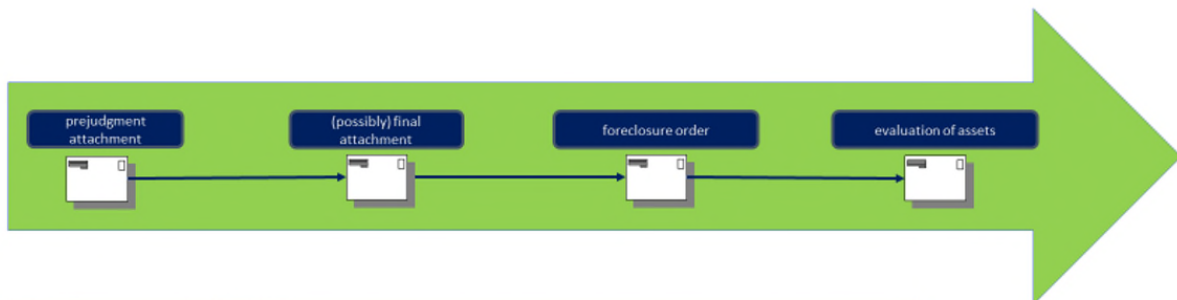 prejudgment
attachment
(possibly) final
attachment
foreclosure order
evaluation of assets